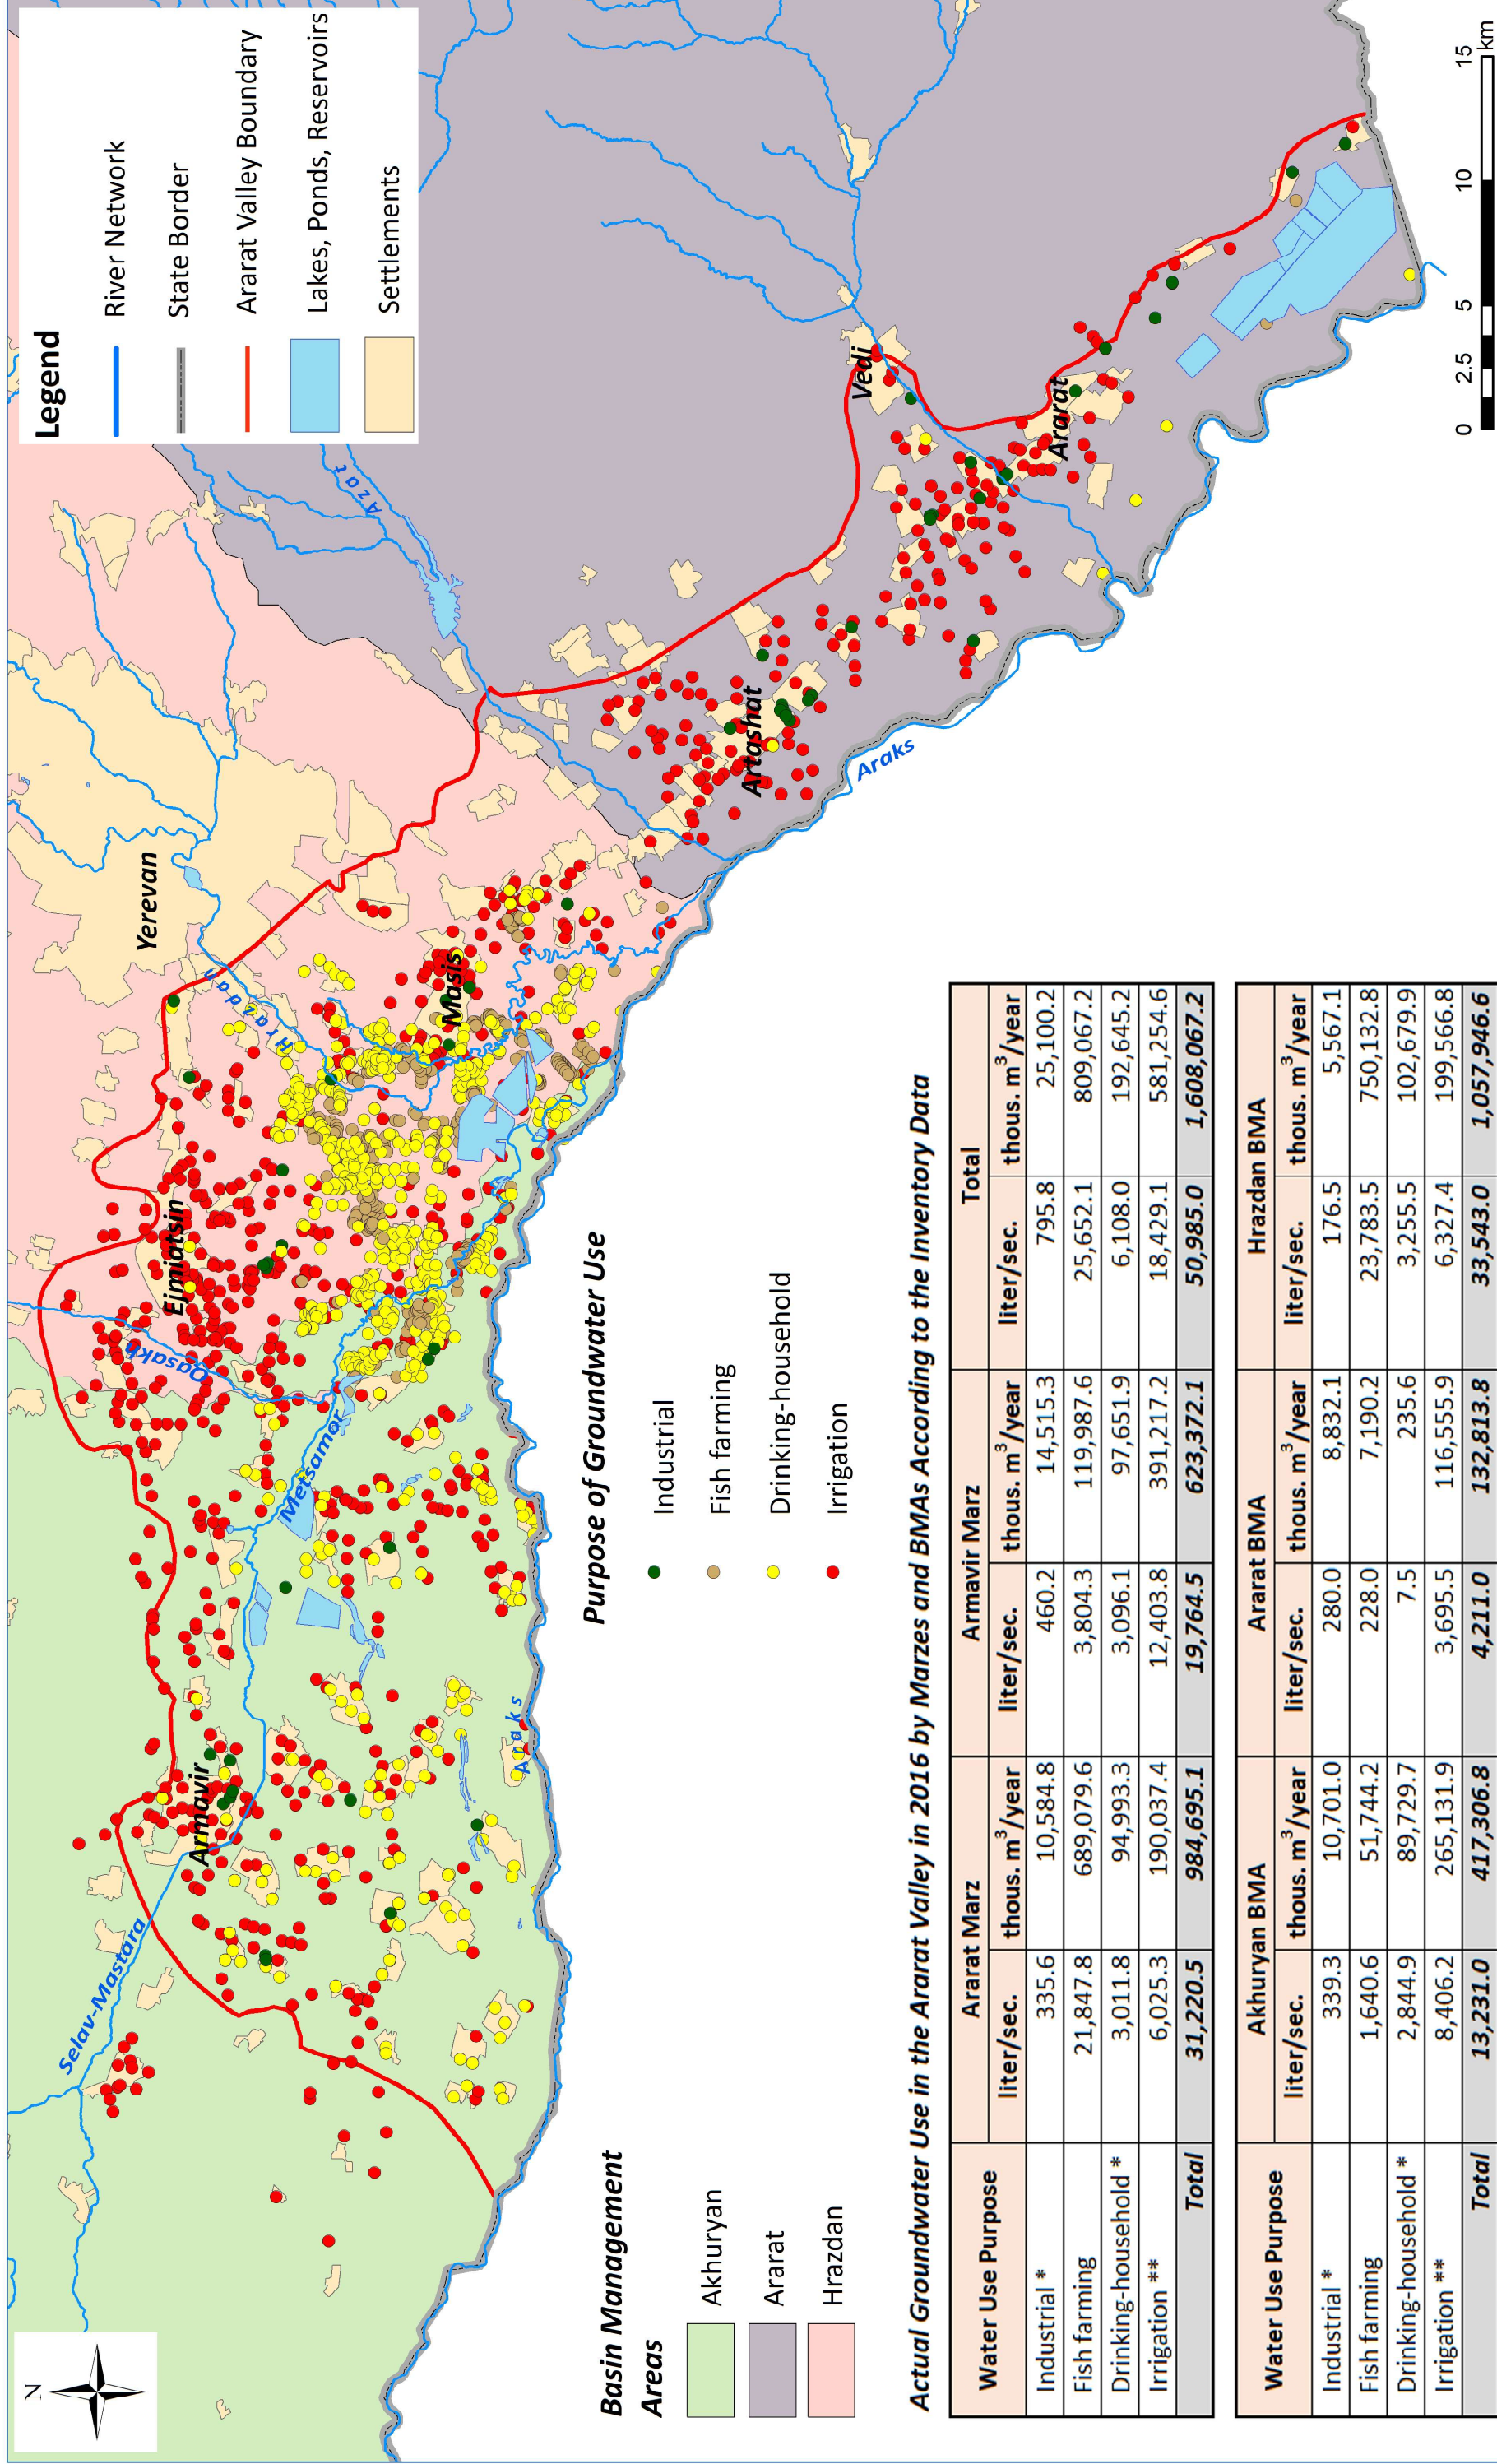 N
Selav-Mastara
Armavir
Metsamor
Qasakh
Ejmiatsin
Hrazdan
Yerevan
Masis
Azat
Artashat
Vedi
Ararat
Araks
Araks
Legend
River Network
State Border
Ararat Valley Boundary
Lakes, Ponds, Reservoirs
Settlements
Basin Management
Areas
Akhuryan
Ararat
Hrazdan
Purpose of Groundwater Use
Industrial
Fish farming
Drinking-household
Irrigation
0 2.5 5 10 15
km
Actual Groundwater Use in the Ararat Valley in 2016 by Marzes and BMAs According to the Inventory Data
Water Use Purpose Ararat Marz Armavir Marz Total
liter/sec. thous. m³/year liter/sec. thous. m³/year liter/sec. thous. m³/year
Industrial * 335.6 10,584.8 460.2 14,515.3 795.8 25,100.2
Fish farming 21,847.8 689,079.6 3,804.3 119,987.6 25,652.1 809,067.2
Drinking-household * 3,011.8 94,993.3 3,096.1 97,651.9 6,108.0 192,645.2
Irrigation ** 6,025.3 190,037.4 12,403.8 391,217.2 18,429.1 581,254.6
Total 31,220.5 984,695.1 19,764.5 623,372.1 50,985.0 1,608,067.2
Water Use Purpose Akhuryan BMA Ararat BMA Hrazdan BMA
liter/sec. thous. m³/year liter/sec. thous. m³/year liter/sec. thous. m³/year
Industrial * 339.3 10,701.0 280.0 8,832.1 176.5 5,567.1
Fish farming 1,640.6 51,744.2 228.0 7,190.2 23,783.5 750,132.8
Drinking-household * 2,844.9 89,729.7 7.5 235.6 3,255.5 102,679.9
Irrigation ** 8,406.2 265,131.9 3,695.5 116,555.9 6,327.4 199,566.8
Total 13,231.0 417,306.8 4,211.0 132,813.8 33,543.0 1,057,946.6